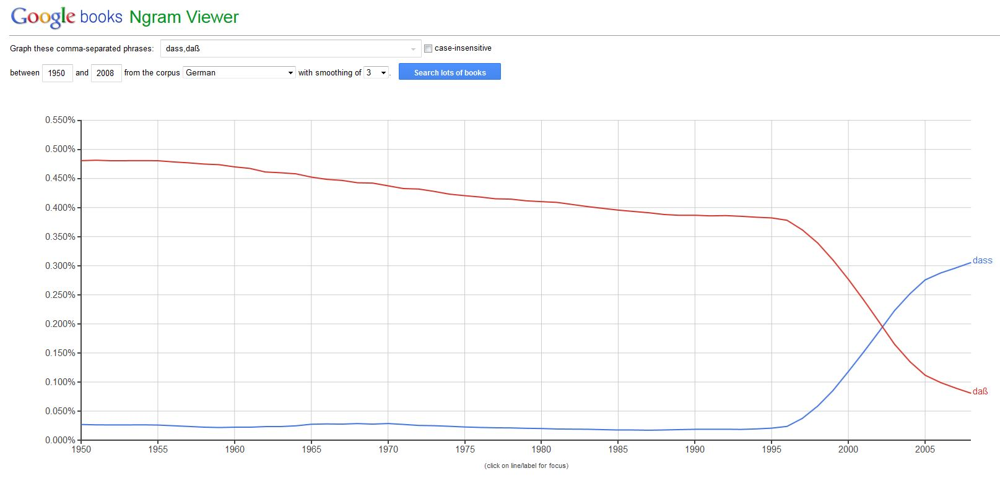 Google books Ngram Viewer
Graph these comma-separated phrases: dass,daß case-insensitive
between 1950 and 2008 from the corpus German with smoothing of 3 . Search lots of books
0.550%
0.500%
0.450%
0.400%
0.350%
0.300%
dass
0.250%
0.200%
0.150%
0.100%
daß
0.050%
0.000%
1950 1955 1960 1965 1970 1975 1980 1985 1990 1995 2000 2005
(click on line/label for focus)